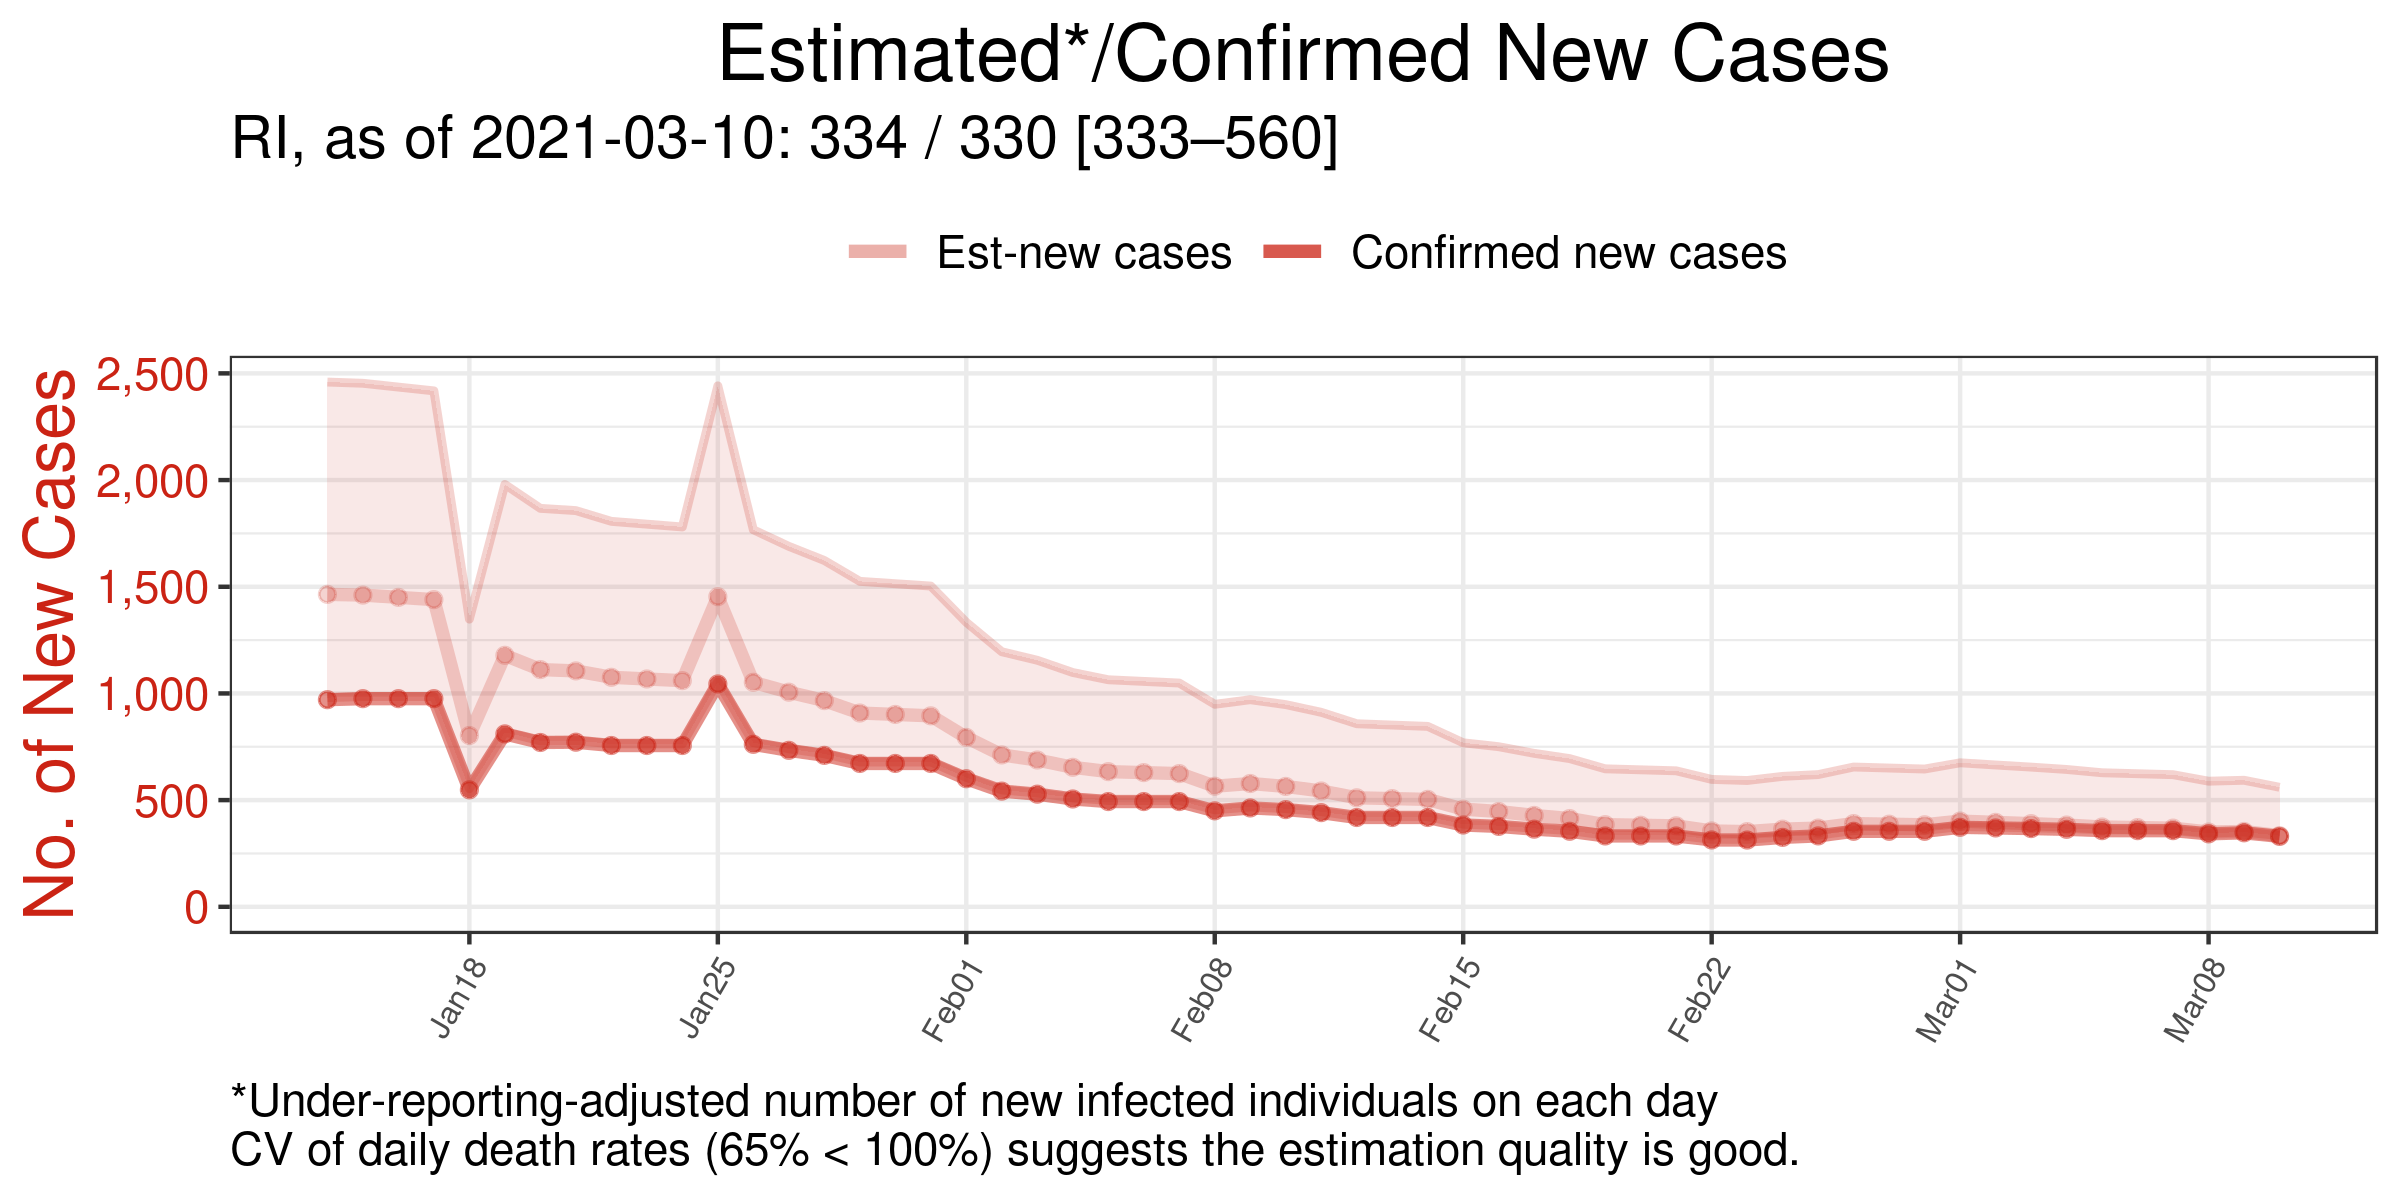 Estimated*/Confirmed New Cases
RI, as of 2021-03-10: 334 / 330 [333–560]
Est-new cases Confirmed new cases
No. of New Cases
2,500
2,000
1,500
1,000
500
0
Jan18 Jan25 Feb01 Feb08 Feb15 Feb22 Mar01 Mar08
*Under-reporting-adjusted number of new infected individuals on each day
CV of daily death rates (65% < 100%) suggests the estimation quality is good.